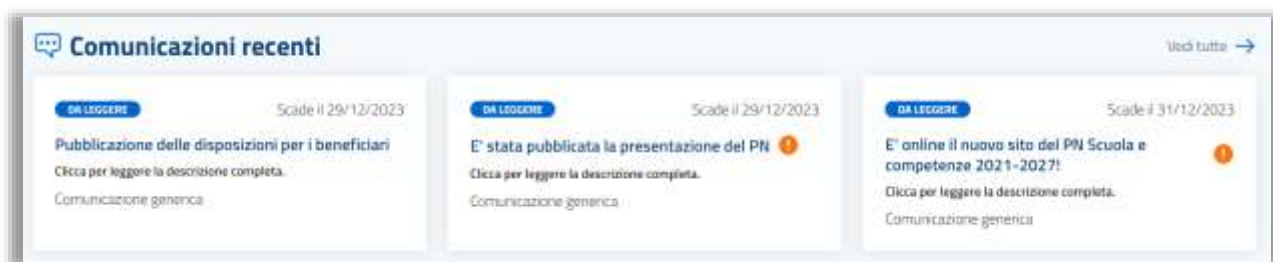 Comunicazioni recenti
Vedi tutte
DA LEGGERE
Scade il 29/12/2023
Pubblicazione delle disposizioni per i beneficiari
Clicca per leggere la descrizione completa.
Comunicazione generica
DA LEGGERE
Scade il 29/12/2023
E' stata pubblicata la presentazione del PN
Clicca per leggere la descrizione completa.
Comunicazione generica
DA LEGGERE
Scade il 31/12/2023
E' online il nuovo sito del PN Scuola e
competenze 2021-2027!
Clicca per leggere la descrizione completa.
Comunicazione generica